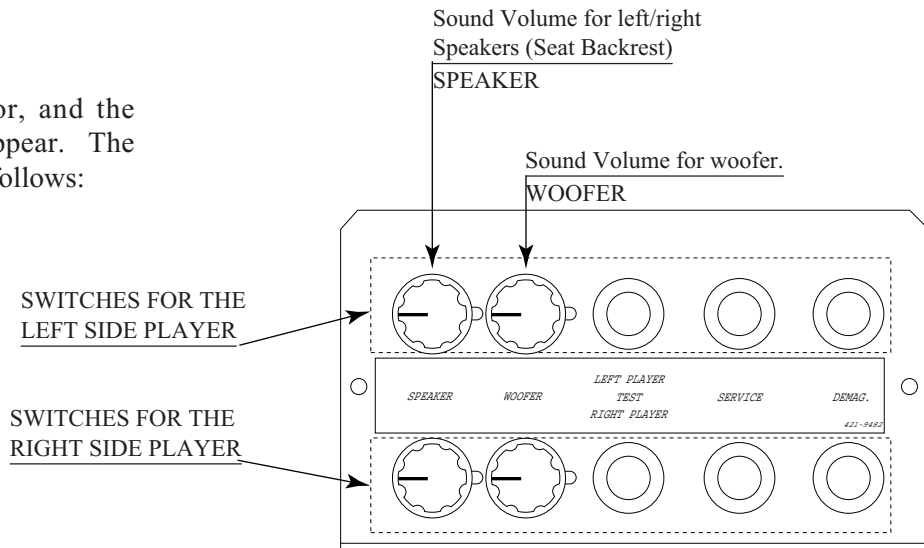 Sound Volume for left/right
Speakers (Seat Backrest)
SPEAKER
or, and the
ppear. The
follows:
Sound Volume for woofer.
WOOFER
SWITCHES FOR THE
LEFT SIDE PLAYER
SPEAKER
WOOFER
LEFT PLAYER
TEST
RIGHT PLAYER
SERVICE
DEMAG.
421-9482
SWITCHES FOR THE
RIGHT SIDE PLAYER